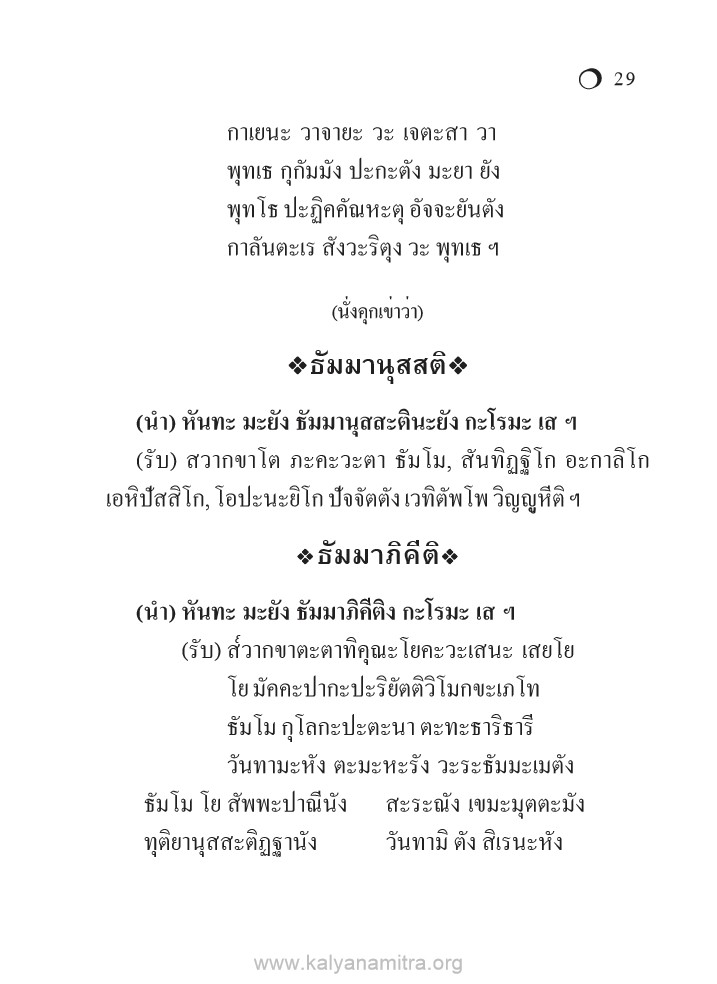 29
กาเยนะ วาจายะ วะ เจตะสา วา
พุทเธ กุกัมมัง ปะกะตัง มะยา ยัง
พุทโธ ปะฏิคคัณหะตุ อัจจะยันตัง
กาลันตะเร สังวะริตุง วะ พุทเธ ฯ
(นั่งคุกเข่าว่า)
❖ธัมมานุสสติ❖
(นำ) หันทะ มะยัง ธัมมานุสสะตินะยัง กะโรมะ เส ฯ
(รับ) สวากขาโต ภะคะวะตา ธัมโม, สันทิฏฐิโก อะกาลิโก
เอหิปัสสิโก, โอปะนะยิโก ปัจจัตตัง เวทิตัพโพ วิญญูหีติ ฯ
❖ธัมมาภิคีติ❖
(นำ) หันทะ มะยัง ธัมมาภิคีติง กะโรมะ เส ฯ
(รับ) ส๎วากขาตะตาทิคุณะโยคะวะเสนะ เสยโย
โย มัคคะปากะปะริยัตติวิโมกขะเภโท
ธัมโม กุโลกะปะตะนา ตะทะธาริธารี
วันทามะหัง ตะมะหะรัง วะระธัมมะเมตัง
ธัมโม โย สัพพะปาณีนัง สะระณัง เขมะมุตตะมัง
ทุติยานุสสะติฏฐานัง วันทามิ ตัง สิเรนะหัง
www.kalyanamitra.org